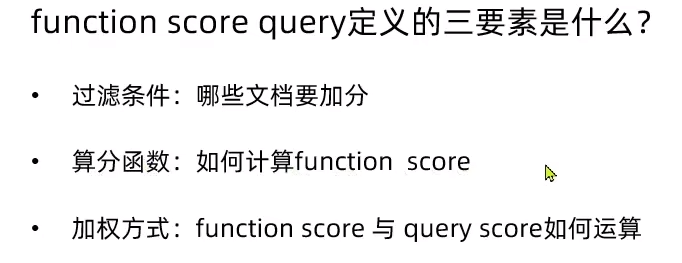 function score query定义的三要素是什么？
• 过滤条件：哪些文档要加分
• 算分函数：如何计算function score
• 加权方式：function score 与 query score如何运算